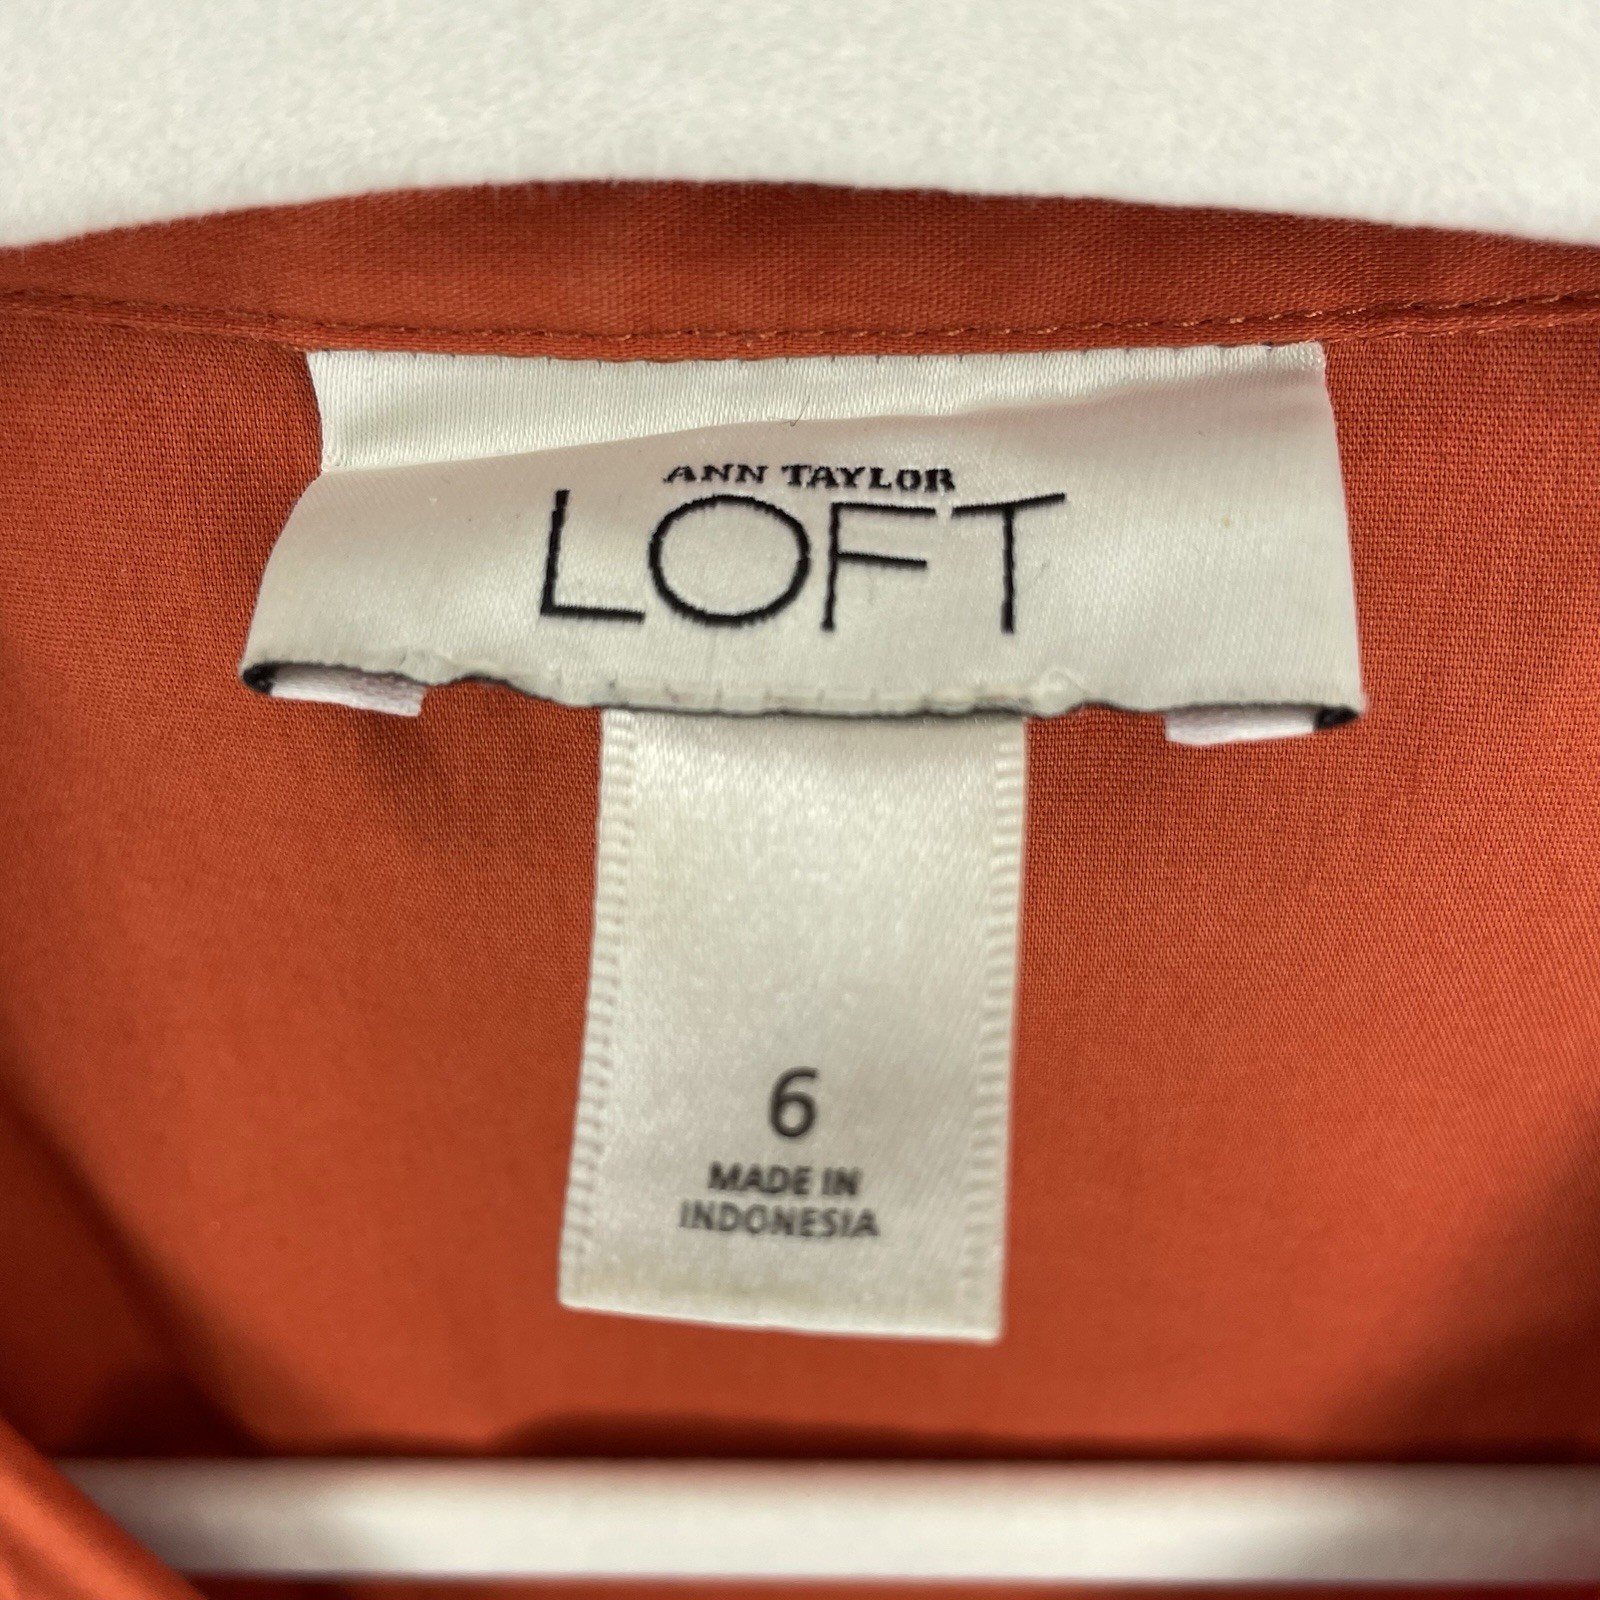 ANN TAYLOR
LOFT
6
MADE IN
INDONESIA